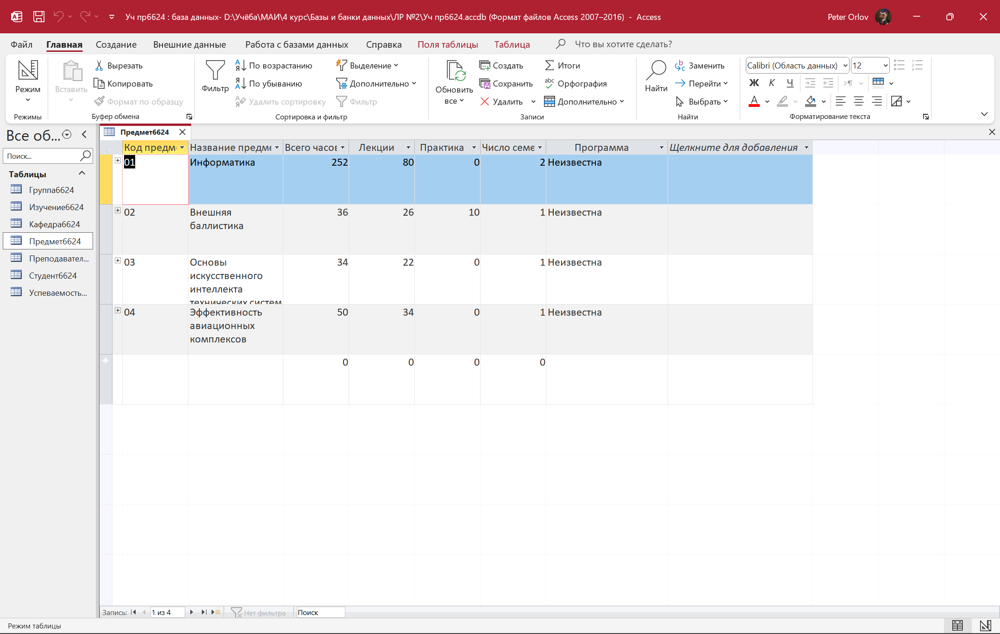 Уч пр6624 : база данных- D:\Учёба\МАИ\4 курс\Базы и банки данных\ЛР №2\Уч пр6624.accdb (Формат файлов Access 2007–2016) - Access
Peter Orlov
Файл Главная Создание Внешние данные Работа с базами данных Справка Поля таблицы Таблица Что вы хотите сделать?
Режим
Режимы
Вставить
Вырезать
Копировать
Формат по образцу
Буфер обмена
Фильтр
По возрастанию
По убыванию
Удалить сортировку
Выделение
Дополнительно
Фильтр
Сортировка и фильтр
Обновить
все
Создать
Сохранить
Удалить
Итоги
Орфография
Дополнительно
Записи
Найти
Заменить
Перейти
Выбрать
Найти
Calibri (Область данных) 12
Ж К Ч
Форматирование текста
Все об...
Поиск...
Таблицы
Группа6624
Изучение6624
Кафедра6624
Предмет6624
Преподавател...
Студент6624
Успеваемость...
Предмет6624
Код предм Название предме Всего часов Лекции Практика Число семе Программа Щелкните для добавления
01 Информатика 252 80 0 2 Неизвестна
02 Внешняя 36 26 10 1 Неизвестна
баллистика
03 Основы 34 22 0 1 Неизвестна
искусственного
интеллекта
технических систем
04 Эффективность 50 34 0 1 Неизвестна
авиационных
комплексов
0 0 0 0
Запись: 1 из 4 Нет фильтра Поиск
Режим таблицы